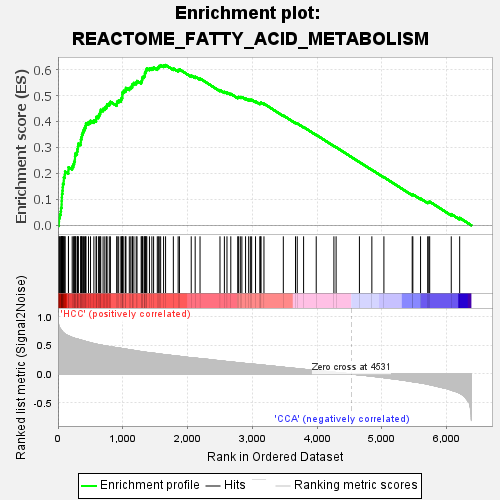 Enrichment plot:
REACTOME_FATTY_ACID_METABOLISM
Enrichment score (ES)
0.6
0.5
0.4
0.3
0.2
0.1
0.0
Ranked list metric (Signal2Noise)
1.0
0.5
0.0
-0.5
'HCC' (positively correlated)
Zero cross at 4531
'CCA' (negatively correlated)
0
1,000
2,000
3,000
4,000
5,000
6,000
Rank in Ordered Dataset
Enrichment profile
Hits
Ranking metric scores